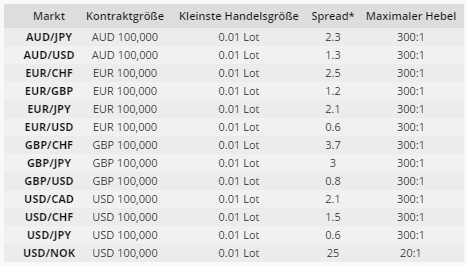 Markt Kontraktgröße Kleinste Handelsgröße Spread* Maximaler Hebel
AUD/JPY AUD 100,000 0.01 Lot 2.3 300:1
AUD/USD AUD 100,000 0.01 Lot 1.3 300:1
EUR/CHF EUR 100,000 0.01 Lot 2.5 300:1
EUR/GBP EUR 100,000 0.01 Lot 1.2 300:1
EUR/JPY EUR 100,000 0.01 Lot 2.1 300:1
EUR/USD EUR 100,000 0.01 Lot 0.6 300:1
GBP/CHF GBP 100,000 0.01 Lot 3.7 300:1
GBP/JPY GBP 100,000 0.01 Lot 3 300:1
GBP/USD GBP 100,000 0.01 Lot 0.8 300:1
USD/CAD USD 100,000 0.01 Lot 2.1 300:1
USD/CHF USD 100,000 0.01 Lot 1.5 300:1
USD/JPY USD 100,000 0.01 Lot 0.6 300:1
USD/NOK USD 100,000 0.01 Lot 25 20:1